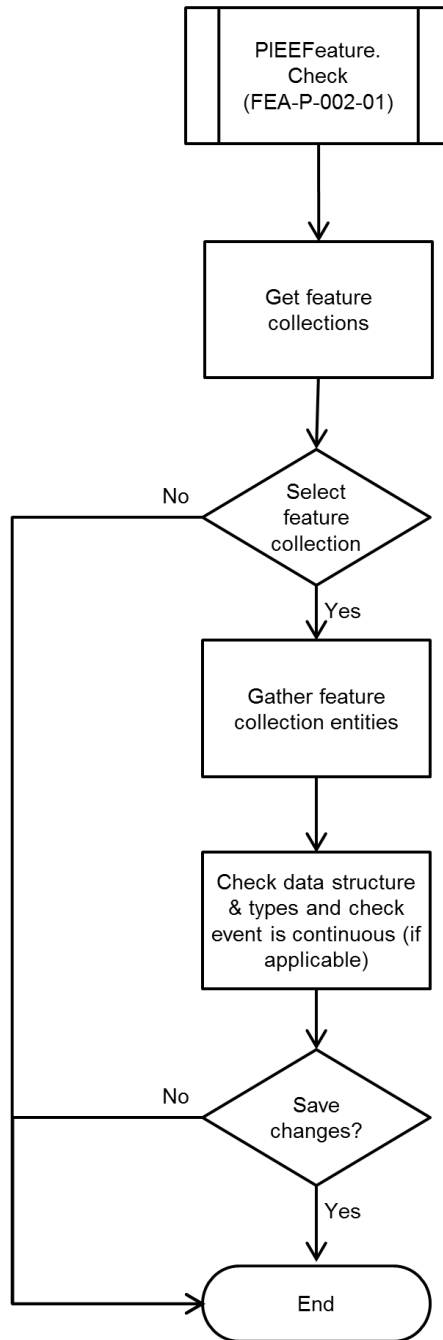 PIEEFeature.
Check
(FEA-P-002-01)
Get feature
collections
No
Select
feature
collection
Yes
Gather feature
collection entities
Check data structure
& types and check
event is continuous (if
applicable)
No
Save
changes?
Yes
End